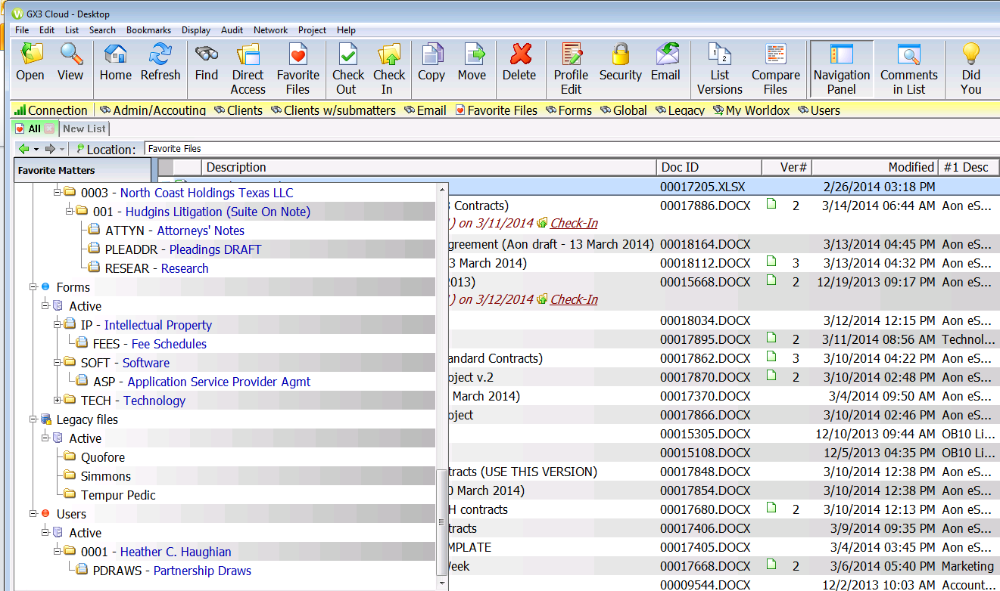 GX3 Cloud - Desktop
File Edit List Search Bookmarks Display Audit Network Project Help
Open View Home Refresh Find Direct Access Favorite Files Check Out Check In Copy Move Delete Profile Edit Security Email List Versions Compare Files Navigation Panel Comments in List Did You
Connection Admin/Accouting Clients Clients w/submatters Email Favorite Files Forms Global Legacy My Worldox Users
All New List
Location: Favorite Files
Favorite Matters
Description Doc ID Ver# Modified #1 Desc
0003 - North Coast Holdings Texas LLC
001 - Hudgins Litigation (Suite On Note)
ATTYN - Attorneys' Notes
PLEADDR - Pleadings DRAFT
RESEAR - Research
Forms
Active
IP - Intellectual Property
FEES - Fee Schedules
SOFT - Software
ASP - Application Service Provider Agmt
TECH - Technology
Legacy files
Active
Quofore
Simmons
Tempur Pedic
Users
Active
0001 - Heather C. Haughian
PDRAWS - Partnership Draws
00017205.XLSX 2/26/2014 03:18 PM
Contracts) 00017886.DOCX 2 3/14/2014 06:44 AM Aon eS...
) on 3/11/2014 Check-In
greement (Aon draft - 13 March 2014) 00018164.DOCX 3/13/2014 04:45 PM Aon eS...
3 March 2014) 00018112.DOCX 3 3/13/2014 04:32 PM Aon eS...
2013) 00015668.DOCX 2 12/19/2013 09:17 PM Aon eS...
) on 3/12/2014 Check-In
00018034.DOCX 3/12/2014 12:15 PM Aon eS...
00017895.DOCX 2 3/11/2014 08:56 AM Technol...
tandard Contracts) 00017862.DOCX 3 3/10/2014 04:22 PM Aon eS...
oject v.2 00017870.DOCX 2 3/10/2014 02:48 PM Aon eS...
March 2014) 00017370.DOCX 3/4/2014 09:50 AM Aon eS...
oject 00017866.DOCX 3/10/2014 02:46 PM Aon eS...
00015305.DOCX 12/10/2013 09:44 AM OB10 Li...
00015108.DOCX 12/5/2013 04:35 PM OB10 Li...
tracts (USE THIS VERSION) 00017848.DOCX 3/10/2014 12:38 PM Aon eS...
0 March 2014) 00017854.DOCX 3/10/2014 12:38 PM Aon eS...
H contracts 00017680.DOCX 2 3/10/2014 12:13 PM Aon eS...
tracts 00017406.DOCX 3/9/2014 09:35 PM Aon eS...
MPLATE 00017405.DOCX 3/4/2014 03:45 PM Aon eS...
eek 00017668.DOCX 2 3/6/2014 05:40 PM Marketing
00009544.DOCX 12/2/2013 10:03 AM Account...